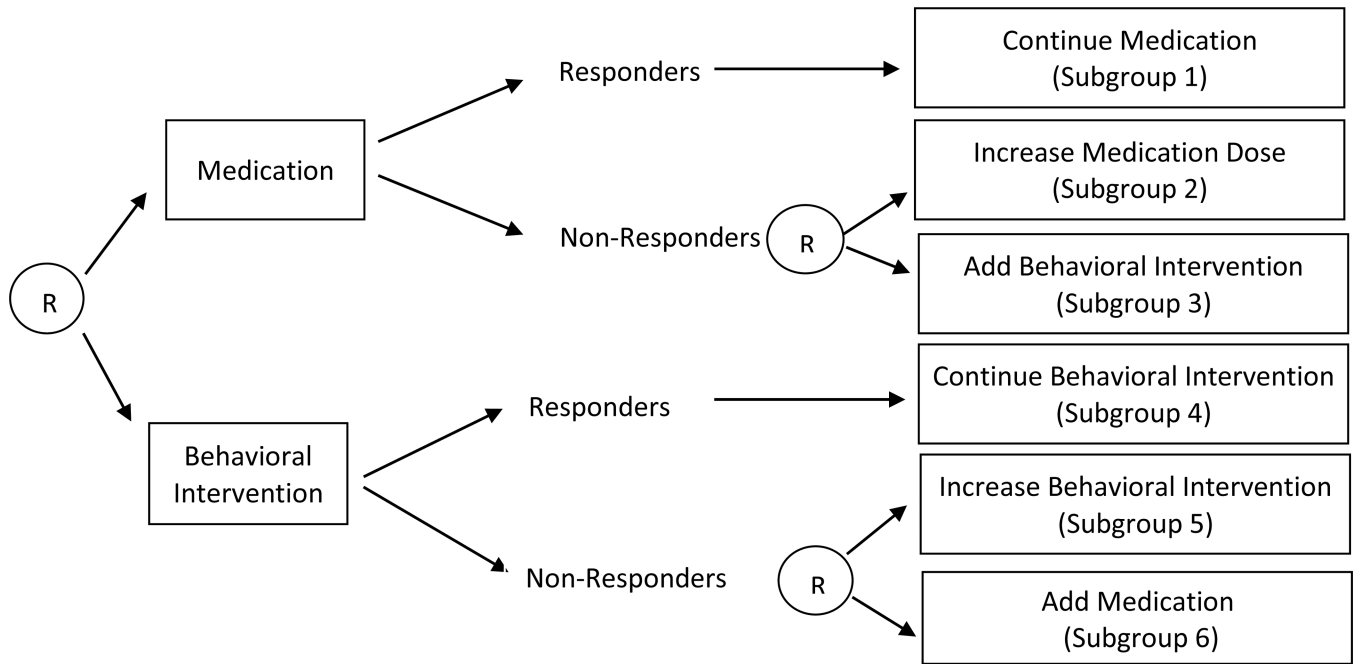 R
Medication
Responders
Continue Medication
(Subgroup 1)
Non-Responders
R
Increase Medication Dose
(Subgroup 2)
Add Behavioral Intervention
(Subgroup 3)
Behavioral
Intervention
Responders
Continue Behavioral Intervention
(Subgroup 4)
Non-Responders
R
Increase Behavioral Intervention
(Subgroup 5)
Add Medication
(Subgroup 6)